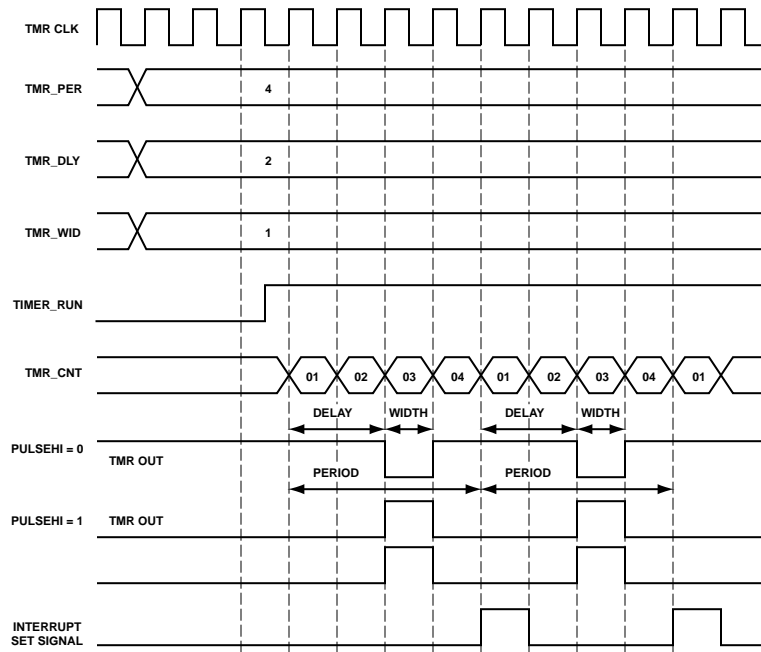 TMR CLK
TMR_PER
4
TMR_DLY
2
TMR_WID
1
TIMER_RUN
TMR_CNT
01 02 03 04 01 02 03 04 01
DELAY WIDTH DELAY WIDTH
PULSEHI = 0
TMR OUT
PERIOD PERIOD
PULSEHI = 1 TMR OUT
INTERRUPT
SET SIGNAL